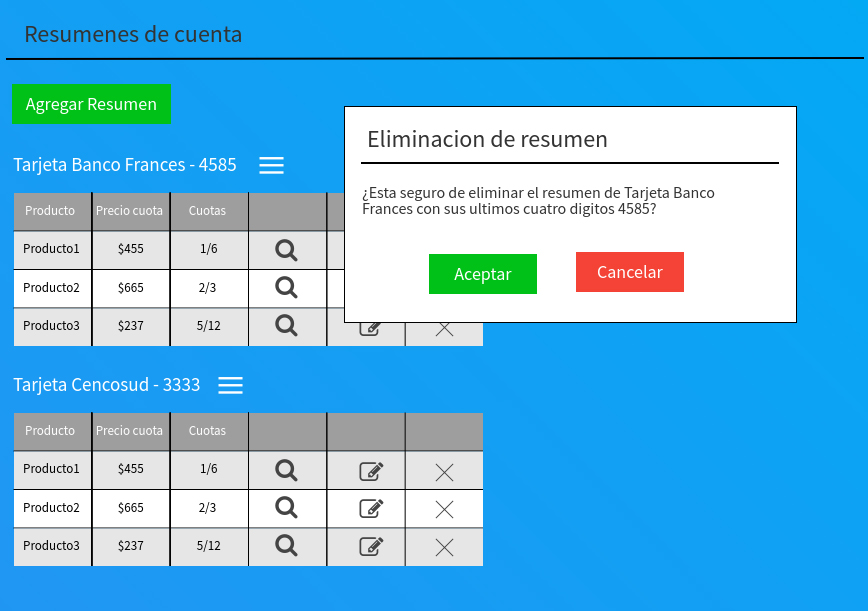 Resumenes de cuenta
Agregar Resumen
Tarjeta Banco Frances - 4585
Producto Precio cuota Cuotas
Producto1 $455 1/6
Producto2 $665 2/3
Producto3 $237 5/12
Eliminacion de resumen
¿Esta seguro de eliminar el resumen de Tarjeta Banco
Frances con sus ultimos cuatro digitos 4585?
Aceptar Cancelar
Tarjeta Cencosud - 3333
Producto Precio cuota Cuotas
Producto1 $455 1/6
Producto2 $665 2/3
Producto3 $237 5/12